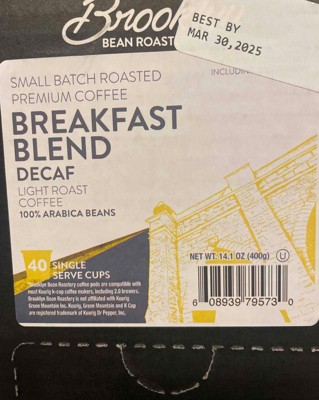 BEST BY
MAR 30, 2025
BEAN ROAST
SMALL BATCH ROASTED
PREMIUM COFFEE
BREAKFAST
BLEND
DECAF
LIGHT ROAST
COFFEE
100% ARABICA BEANS
NET WT. 14.1 OZ (400g)
U
40 SINGLE
SERVE CUPS
*Brooklyn Bean Roastery coffee pods are compatible with
most Keurig k-cup coffee makers, including 2.0 brewers.
Brooklyn Bean Roastery is not affiliated with Keurig
Green Mountain Inc. Keurig, Green Mountain and K Cup
are registered trademark of Keurig Dr Pepper, Inc.
6 08939 79573 0